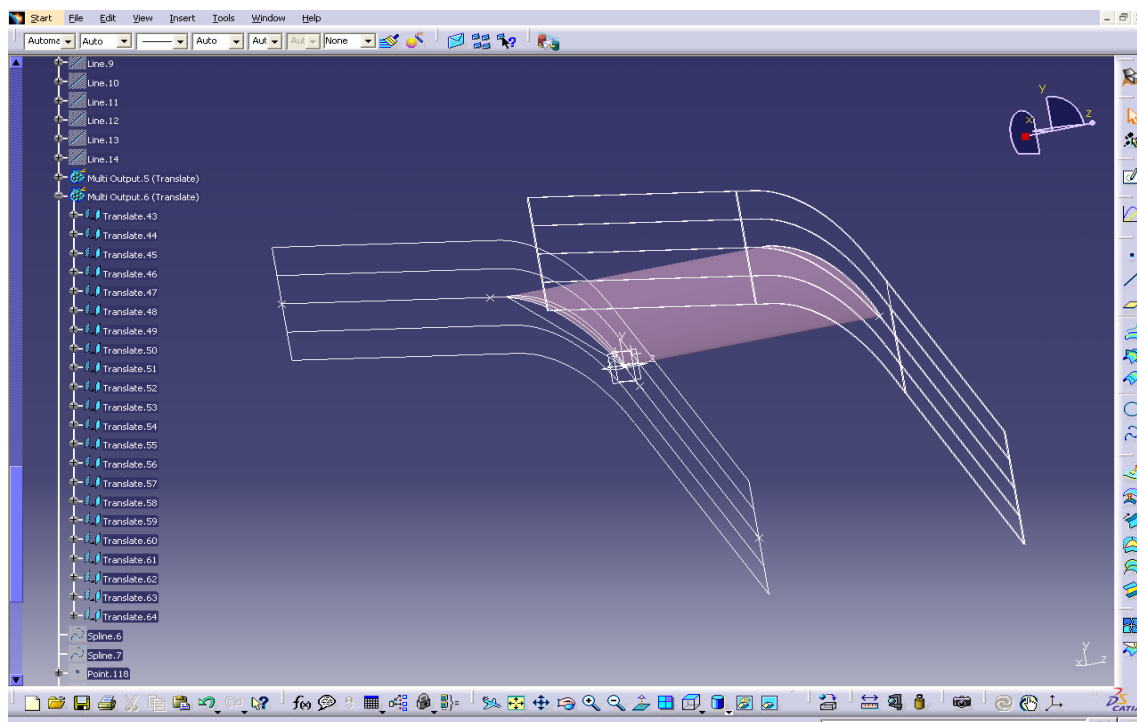 Start File Edit View Insert Tools Window Help
Automa Auto Auto Aut Aut None
Line.9
Line.10
Line.11
Line.12
Line.13
Line.14
Multi Output.5 (Translate)
Multi Output.6 (Translate)
Translate.43
Translate.44
Translate.45
Translate.46
Translate.47
Translate.48
Translate.49
Translate.50
Translate.51
Translate.52
Translate.53
Translate.54
Translate.55
Translate.56
Translate.57
Translate.58
Translate.59
Translate.60
Translate.61
Translate.62
Translate.63
Translate.64
Spline.6
Spline.7
Point.118
Y
Z
X
Y
Z
y
x z
f(x)
CATI